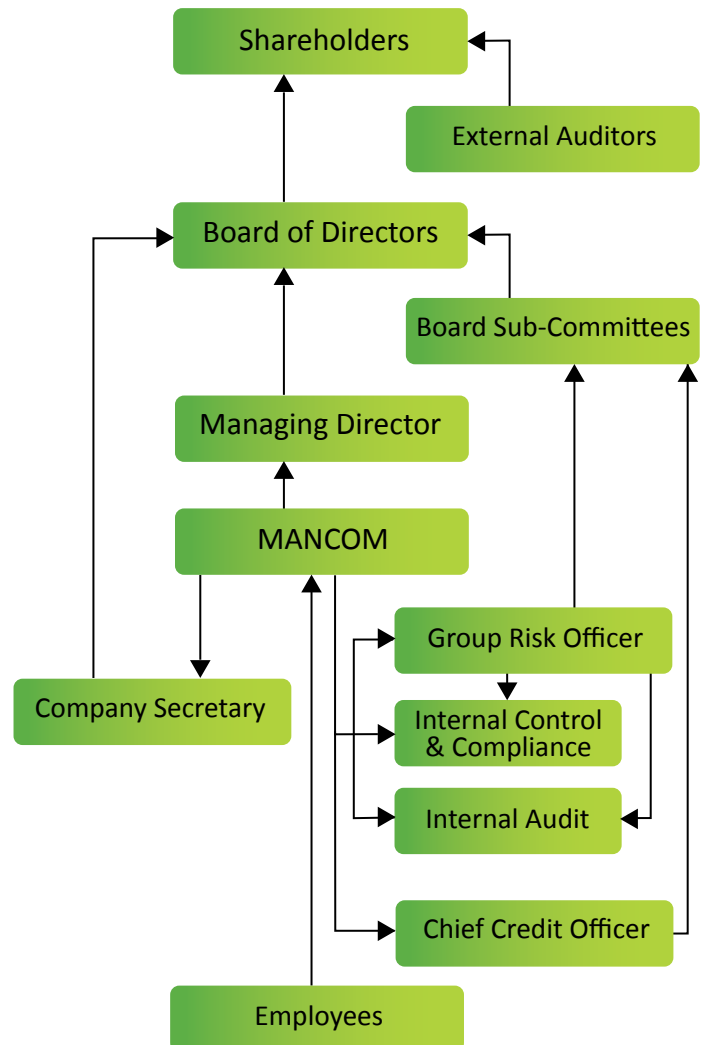 Shareholders
External Auditors
Board of Directors
Board Sub-Committees
Managing Director
MANCOM
Group Risk Officer
Company Secretary
Internal Control
& Compliance
Internal Audit
Chief Credit Officer
Employees